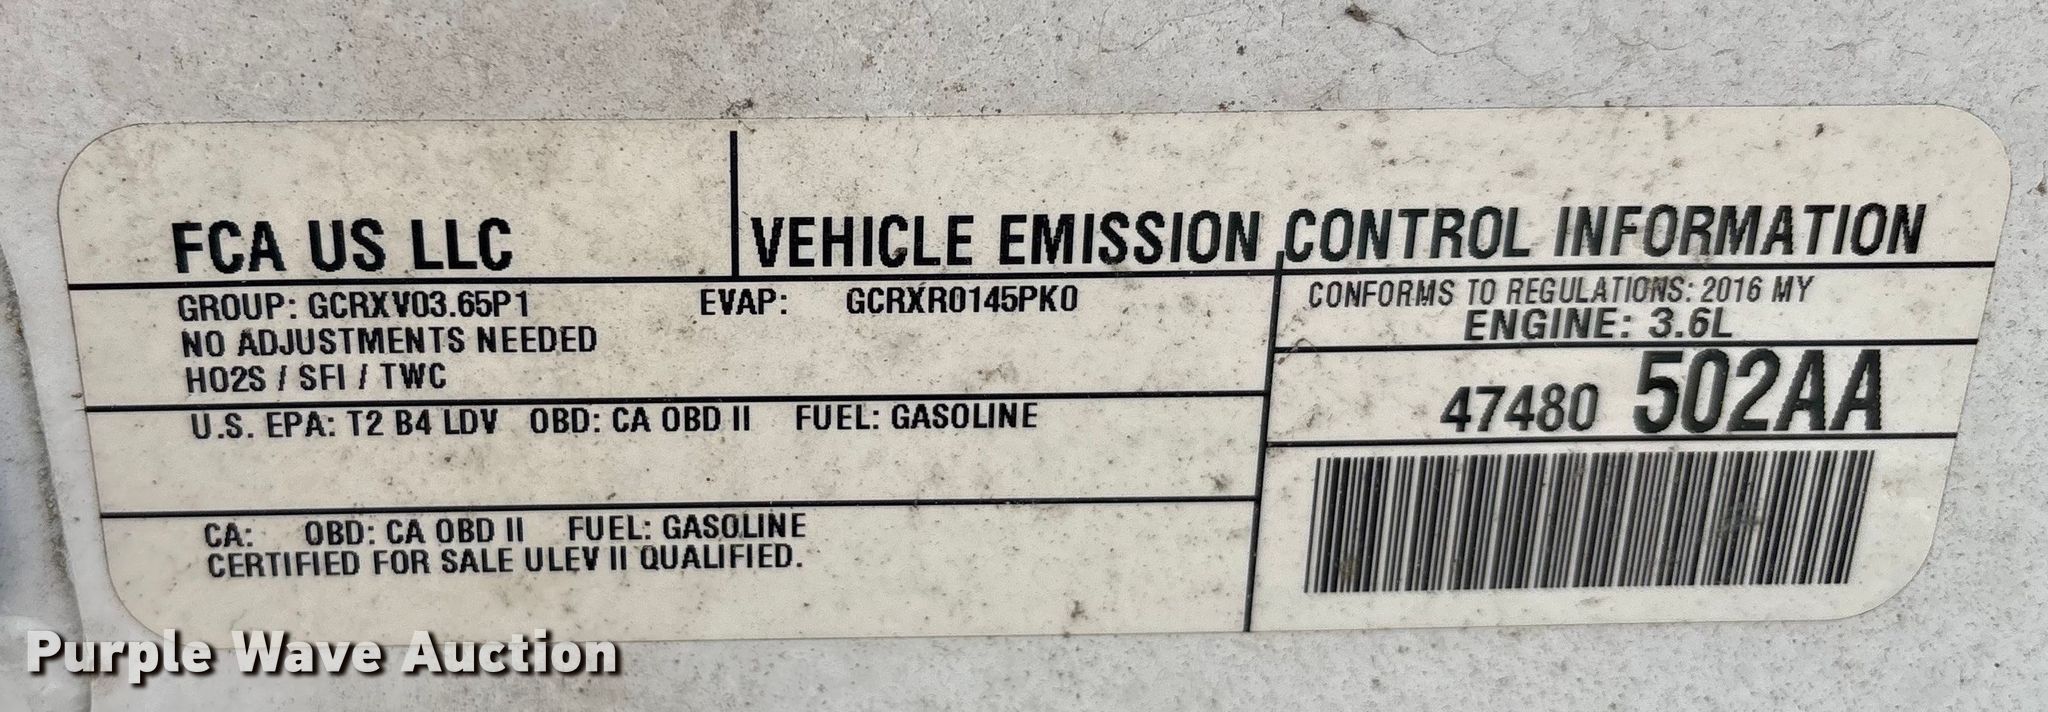 FCA US LLC
VEHICLE EMISSION CONTROL INFORMATION
GROUP: GCRXV03.65P1 EVAP: GCRXR0145PK0
NO ADJUSTMENTS NEEDED
HO2S / SFI / TWC
CONFORMS TO REGULATIONS: 2016 MY
ENGINE: 3.6L
U.S. EPA: T2 B4 LDV OBD: CA OBD II FUEL: GASOLINE
47480 502AA
CA: OBD: CA OBD II FUEL: GASOLINE
CERTIFIED FOR SALE ULEV II QUALIFIED.
Purple Wave Auction